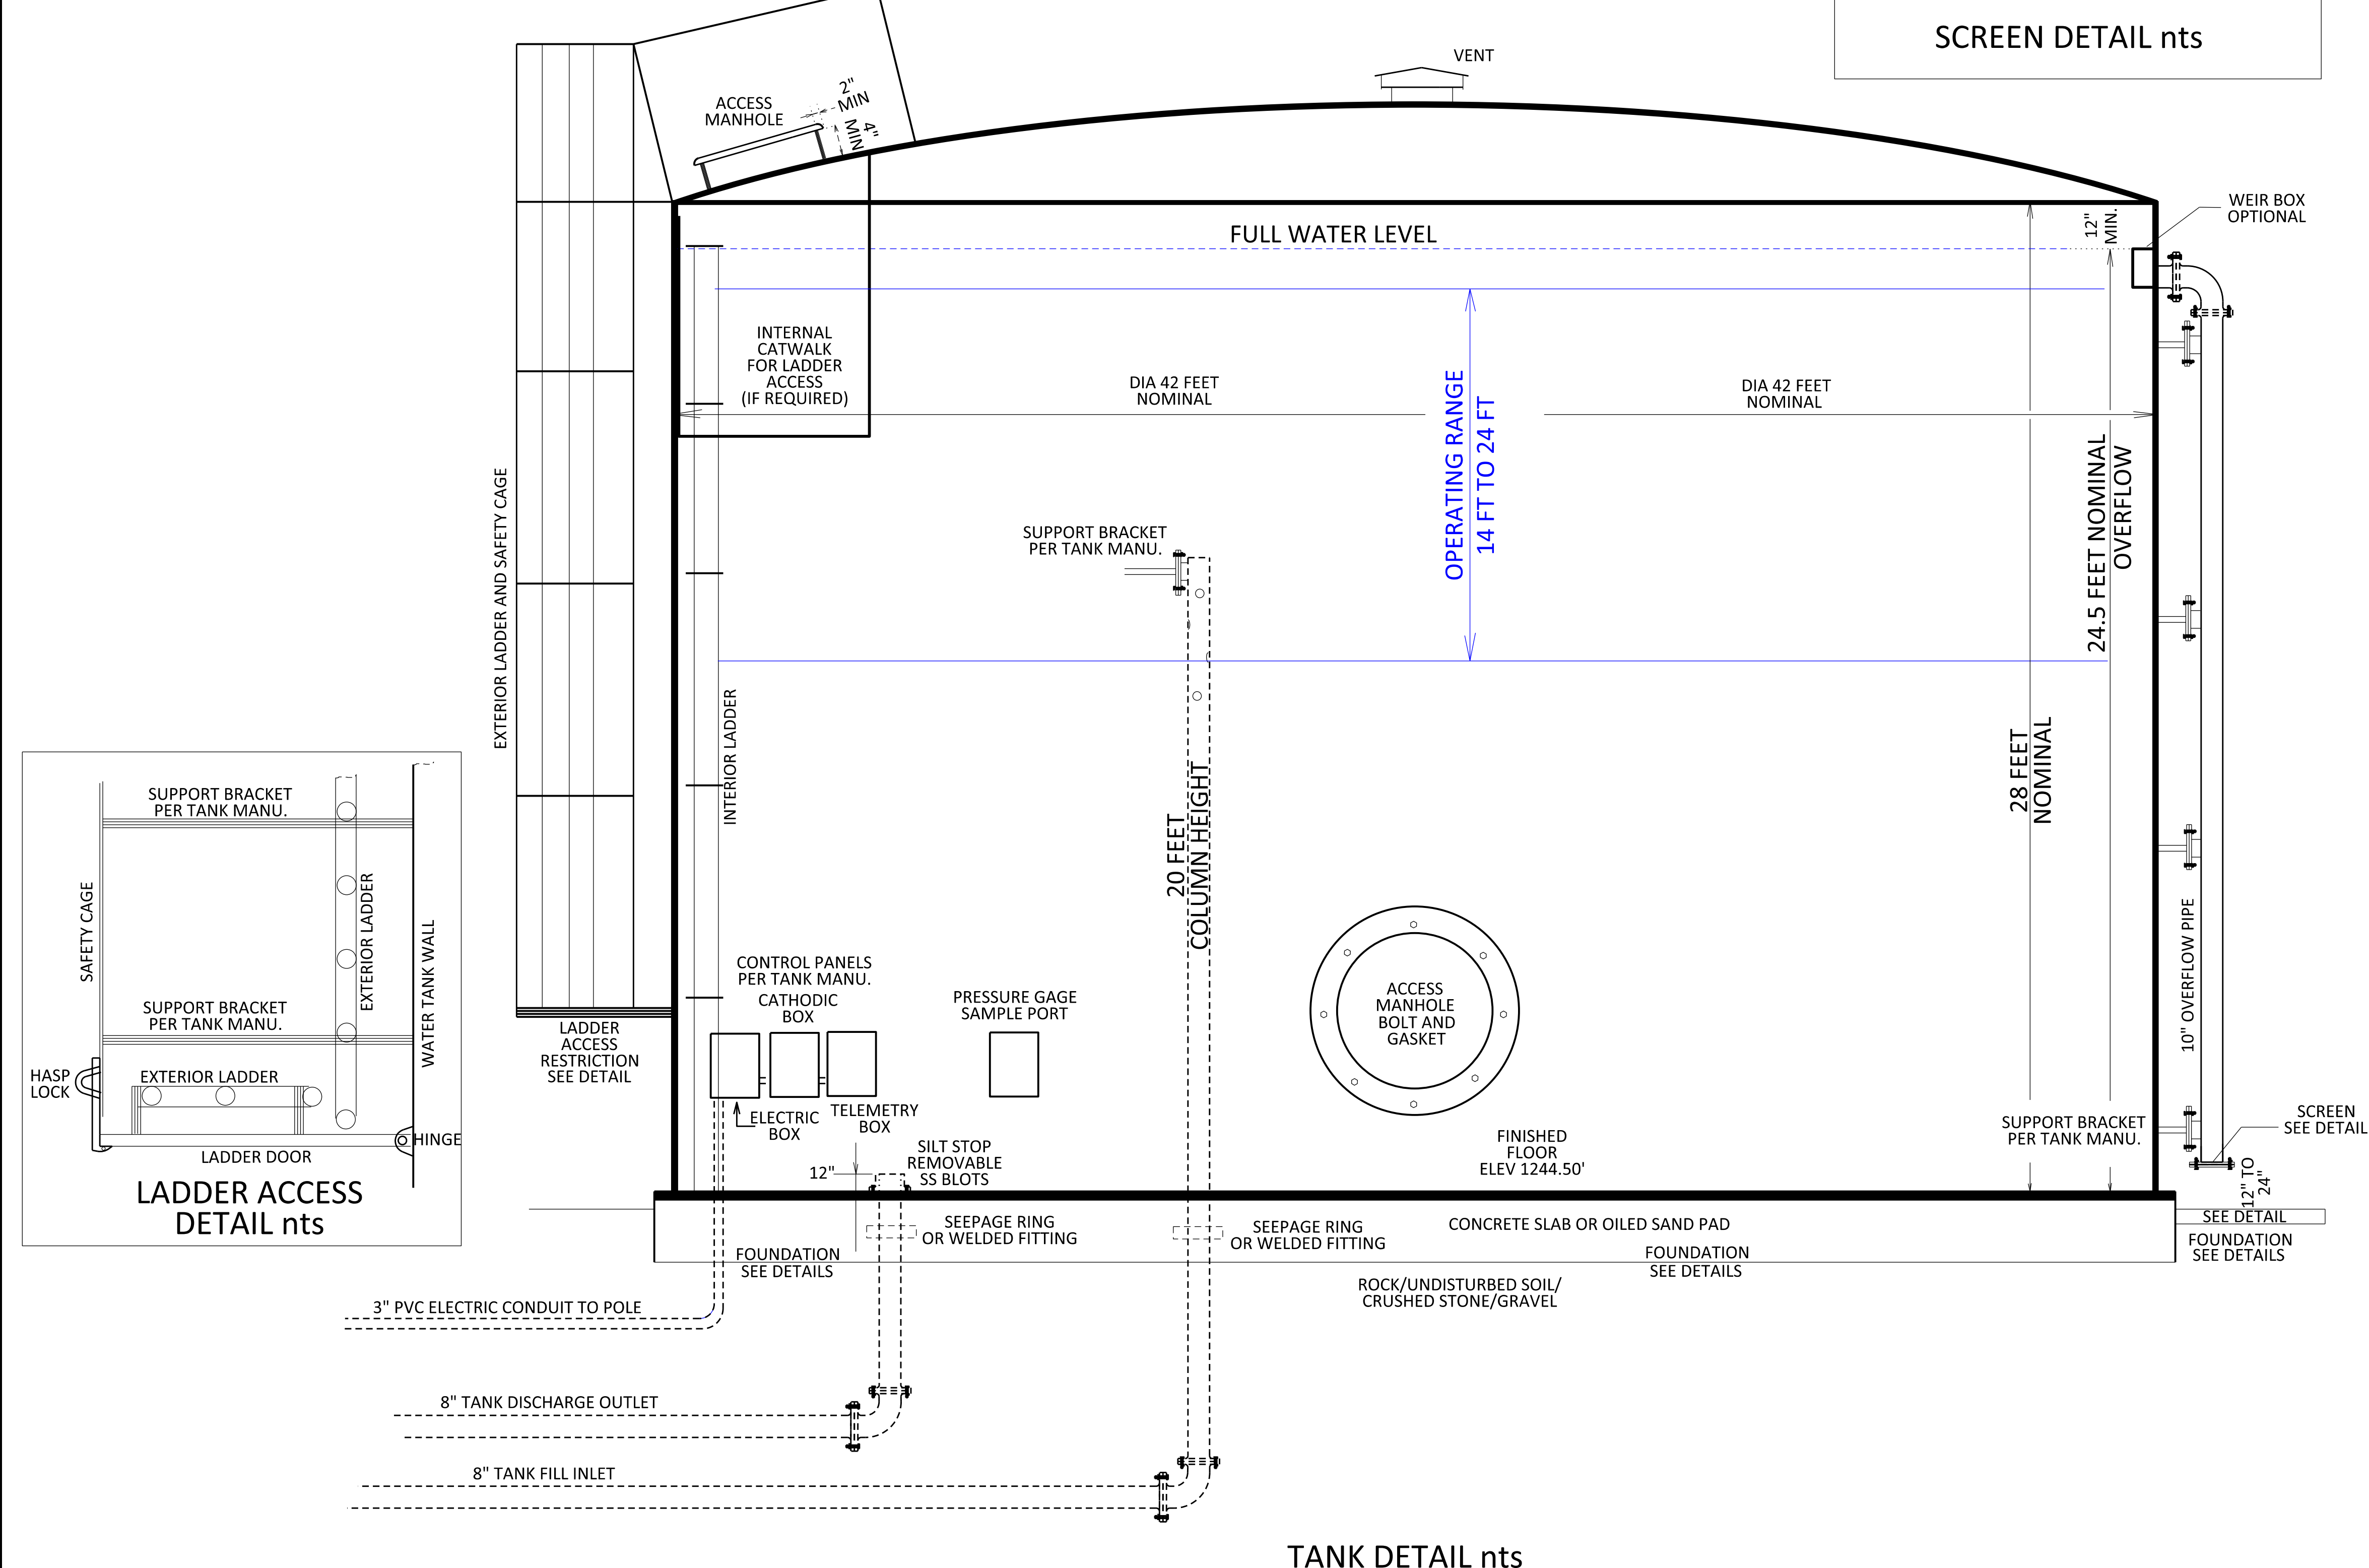 SCREEN DETAIL nts
VENT
ACCESS
MANHOLE
2"
MIN
4"
MIN
WEIR BOX
OPTIONAL
12"
MIN.
FULL WATER LEVEL
INTERNAL
CATWALK
FOR LADDER
ACCESS
(IF REQUIRED)
DIA 42 FEET
NOMINAL
DIA 42 FEET
NOMINAL
OPERATING RANGE
14 FT TO 24 FT
24.5 FEET NOMINAL
OVERFLOW
EXTERIOR LADDER AND SAFETY CAGE
SUPPORT BRACKET
PER TANK MANU.
INTERIOR LADDER
28 FEET
NOMINAL
20 FEET
COLUMN HEIGHT
10" OVERFLOW PIPE
SUPPORT BRACKET
PER TANK MANU.
SAFETY CAGE
EXTERIOR LADDER
WATER TANK WALL
SUPPORT BRACKET
PER TANK MANU.
HASP
LOCK
EXTERIOR LADDER
HINGE
LADDER DOOR
LADDER ACCESS
DETAIL nts
LADDER
ACCESS
RESTRICTION
SEE DETAIL
CONTROL PANELS
PER TANK MANU.
CATHODIC
BOX
PRESSURE GAGE
SAMPLE PORT
ACCESS
MANHOLE
BOLT AND
GASKET
ELECTRIC
BOX
TELEMETRY
BOX
SILT STOP
REMOVABLE
SS BLOTS
12"
FINISHED
FLOOR
ELEV 1244.50'
SUPPORT BRACKET
PER TANK MANU.
SCREEN
SEE DETAIL
12" TO
24"
SEE DETAIL
FOUNDATION
SEE DETAILS
SEEPAGE RING
OR WELDED FITTING
SEEPAGE RING
OR WELDED FITTING
CONCRETE SLAB OR OILED SAND PAD
FOUNDATION
SEE DETAILS
FOUNDATION
SEE DETAILS
ROCK/UNDISTURBED SOIL/
CRUSHED STONE/GRAVEL
3" PVC ELECTRIC CONDUIT TO POLE
8" TANK DISCHARGE OUTLET
8" TANK FILL INLET
TANK DETAIL nts